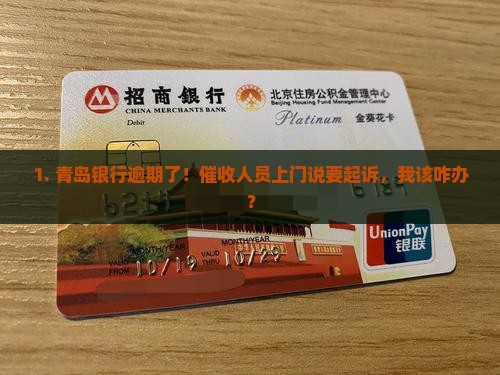 招商银行
CHINA MERCHANTS BANK
Debit
北京住房公积金管理中心
Beijing Housing Fund Management Center
Platinum 金葵花卡
1. 青岛银行逾期了！催收人员上门说要起诉，我该咋办
?
UnionPay
银联
MONTH/YEAR MONTH/YEAR
VALID FROM 10/19 VALID THRU 10/29